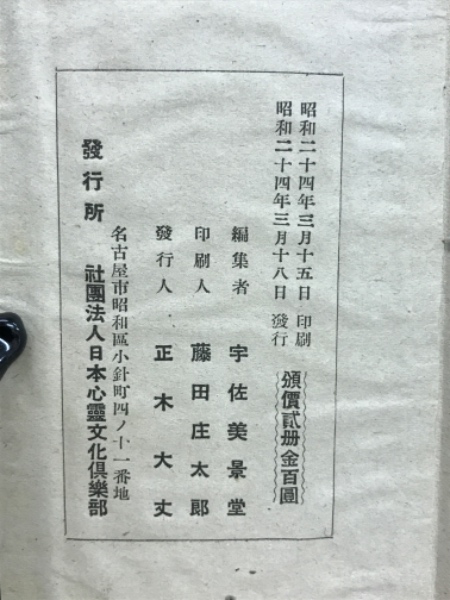 昭和二十四年三月十五日 印刷
昭和二十四年三月十八日 發行
頒價貳册金百圓
編集者 宇佐美景堂
印刷人 藤田庄太郎
發行人 正木大丈
名古屋市昭和區小針町四ノ十一番地
發行所 社團法人日本心靈文化倶樂部